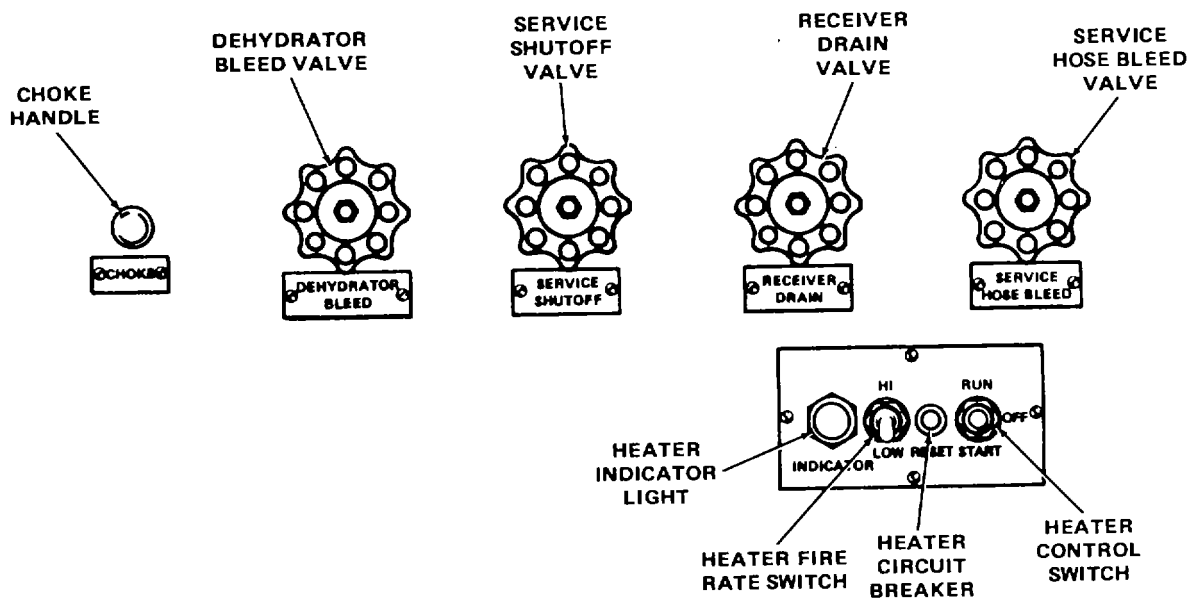 DEHYDRATOR
BLEED VALVE
SERVICE
SHUTOFF
VALVE
RECEIVER
DRAIN
VALVE
SERVICE
HOSE BLEED
VALVE
CHOKE
HANDLE
CHOKE
DEHYDRATOR
BLEED
SERVICE
SHUTOFF
RECEIVER
DRAIN
SERVICE
HOSE BLEED
HI
RUN
OFF
INDICATOR
LOW RESET START
HEATER
INDICATOR
LIGHT
HEATER FIRE
RATE SWITCH
HEATER
CIRCUIT
BREAKER
HEATER
CONTROL
SWITCH